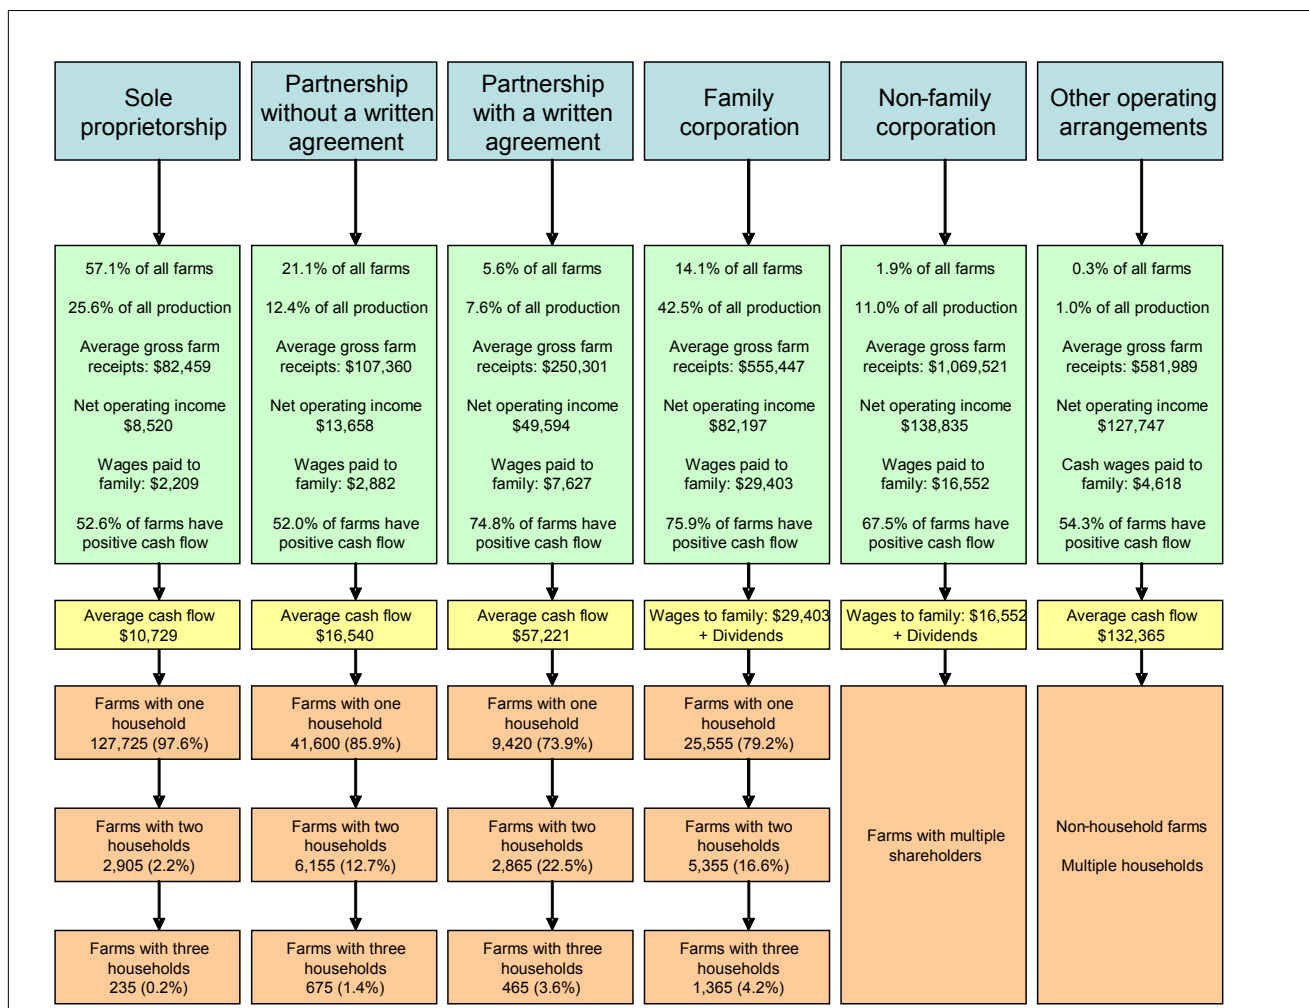 Sole
proprietorship
Partnership
without a written
agreement
Partnership
with a written
agreement
Family
corporation
Non-family
corporation
Other operating
arrangements
57.1% of all farms
25.6% of all production
Average gross farm
receipts: $82,459
Net operating income
$8,520
Wages paid to
family: $2,209
52.6% of farms have
positive cash flow
21.1% of all farms
12.4% of all production
Average gross farm
receipts: $107,360
Net operating income
$13,658
Wages paid to
family: $2,882
52.0% of farms have
positive cash flow
5.6% of all farms
7.6% of all production
Average gross farm
receipts: $250,301
Net operating income
$49,594
Wages paid to
family: $7,627
74.8% of farms have
positive cash flow
14.1% of all farms
42.5% of all production
Average gross farm
receipts: $555,447
Net operating income
$82,197
Wages paid to
family: $29,403
75.9% of farms have
positive cash flow
1.9% of all farms
11.0% of all production
Average gross farm
receipts: $1,069,521
Net operating income
$138,835
Wages paid to
family: $16,552
67.5% of farms have
positive cash flow
0.3% of all farms
1.0% of all production
Average gross farm
receipts: $581,989
Net operating income
$127,747
Cash wages paid to
family: $4,618
54.3% of farms have
positive cash flow
Average cash flow
$10,729
Average cash flow
$16,540
Average cash flow
$57,221
Wages to family: $29,403
+ Dividends
Wages to family: $16,552
+ Dividends
Average cash flow
$132,365
Farms with one
household
127,725 (97.6%)
Farms with one
household
41,600 (85.9%)
Farms with one
household
9,420 (73.9%)
Farms with one
household
25,555 (79.2%)
Farms with two
households
2,905 (2.2%)
Farms with two
households
6,155 (12.7%)
Farms with two
households
2,865 (22.5%)
Farms with two
households
5,355 (16.6%)
Farms with multiple
shareholders
Non-household farms
Multiple households
Farms with three
households
235 (0.2%)
Farms with three
households
675 (1.4%)
Farms with three
households
465 (3.6%)
Farms with three
households
1,365 (4.2%)